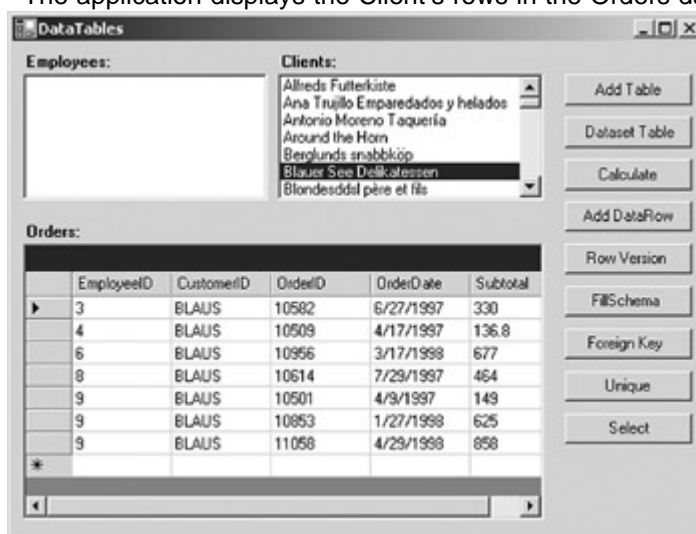 The application displays the Client's rows in the Orders
DataTables
Employees:
Clients:
Alfreds Futterkiste
Ana Trujillo Emparedados y helados
Antonio Moreno Taquería
Around the Horn
Berglunds snabbköp
Blauer See Delikatessen
Blondesddsl père et fils
Add Table
Dataset Table
Calculate
Add DataRow
Row Version
FillSchema
Foreign Key
Unique
Select
Orders:
EmployeeID CustomerID OrderID OrderDate Subtotal
3 BLAUS 10582 6/27/1997 330
4 BLAUS 10509 4/17/1997 136.8
6 BLAUS 10956 3/17/1998 677
8 BLAUS 10614 7/29/1997 464
9 BLAUS 10501 4/9/1997 149
9 BLAUS 10853 1/27/1998 625
9 BLAUS 11058 4/29/1998 858